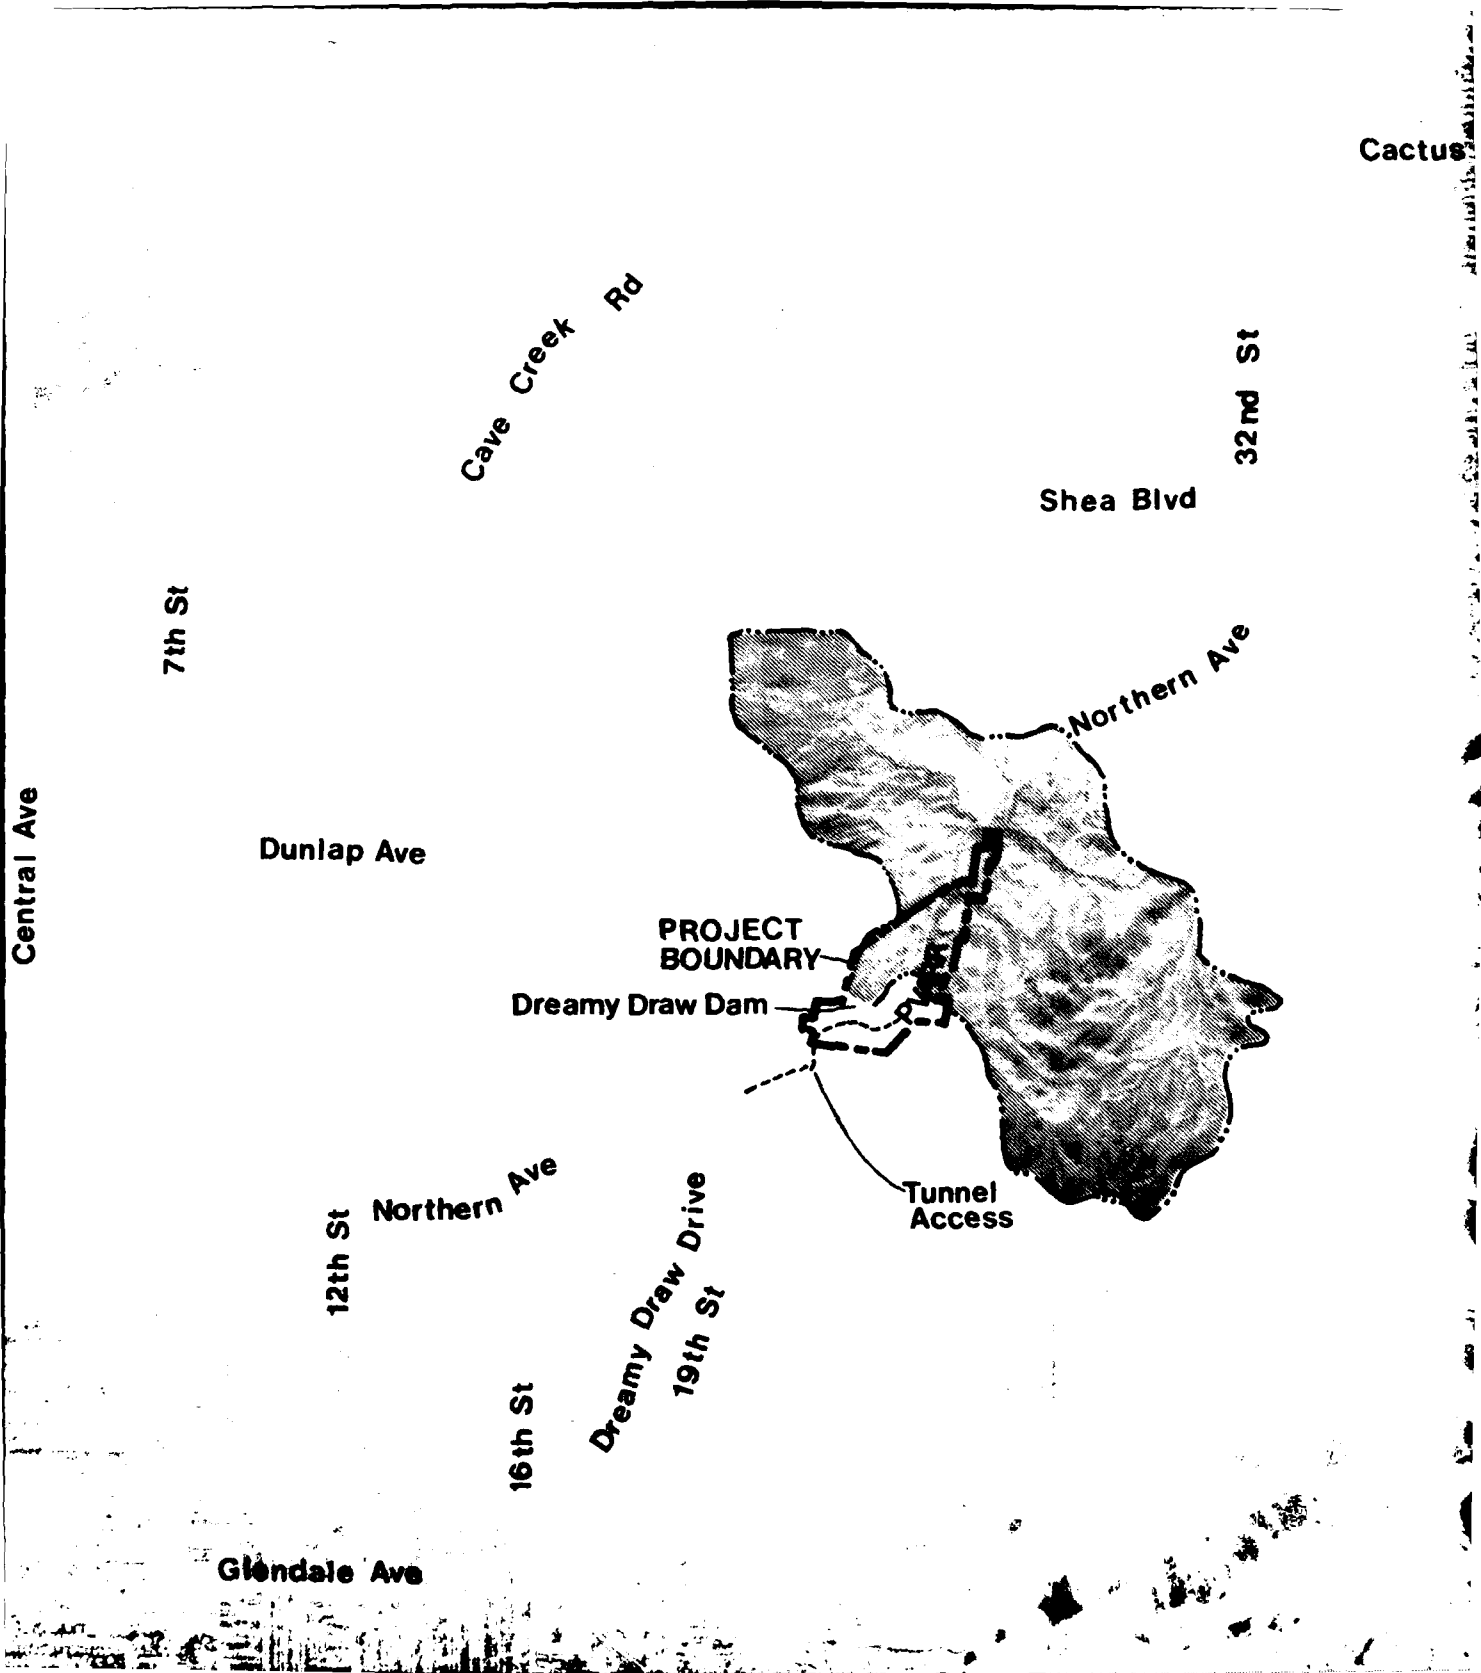 Cactus
Cave Creek Rd
32nd St
Shea Blvd
7th St
Northern Ave
Central Ave
Dunlap Ave
PROJECT
BOUNDARY
Dreamy Draw Dam
Tunnel
Access
Northern Ave
12th St
Dreamy Draw Drive
19th St
16th St
Glendale Ave